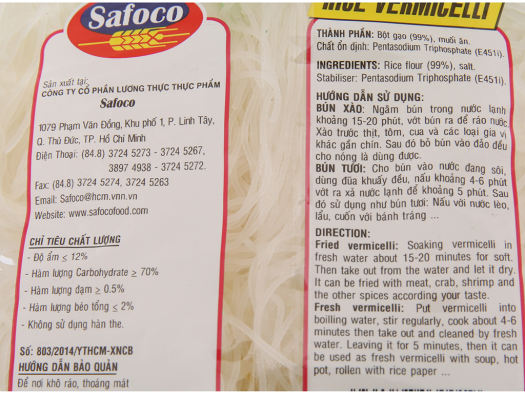 Safoco
Sản xuất tại:
CÔNG TY CỔ PHẦN LƯƠNG THỰC THỰC PHẨM
Safoco
1079 Phạm Văn Đồng, Khu phố 1, P. Linh Tây,
Q. Thủ Đức, TP. Hồ Chí Minh
Điện Thoại: (84.8) 3724 5273 - 3724 5267,
3897 4938 - 3724 5272.
Fax: (84.8) 3724 5274, 3724 5263
Email: Safoco@hcm.vnn.vn
Website: www.safocofood.com
CHỈ TIÊU CHẤT LƯỢNG
- Độ ẩm ≤ 12%
- Hàm lượng Carbohydrate ≥ 70%
- Hàm lượng đạm ≥ 0.5%
- Hàm lượng béo tổng ≤ 2%
- Không sử dụng hàn the.
Số: 803/2014/YTHCM-XNCB
HƯỚNG DẪN BẢO QUẢN
Để nơi khô ráo, thoáng mát
RICE VERMICELLI
THÀNH PHẦN: Bột gạo (99%), muối ăn.
Chất ổn định: Pentasodium Triphosphate (E451i).
INGREDIENTS: Rice flour (99%), salt.
Stabiliser: Pentasodium Triphosphate (E451i).
HƯỚNG DẪN SỬ DỤNG:
BÚN XÀO: Ngâm bún trong nước lạnh
khoảng 15-20 phút, vớt bún ra để ráo nước.
Xào trước thịt, tôm, cua và các loại gia vị
khác gần chín. Sau đó bỏ bún vào đảo đều
cho nóng là dùng được.
BÚN TƯƠI: Cho bún vào nước đang sôi,
dùng đũa khuấy đều, nấu khoảng 4-6 phút
vớt ra xả nước lạnh để khoảng 5 phút. Sau
đó sử dụng như bún tươi: Nấu với nước lèo,
lẩu, cuốn với bánh tráng ...
DIRECTION:
Fried vermicelli: Soaking vermicelli in
fresh water about 15-20 minutes for soft.
Then take out from the water and let it dry.
It can be fried with meat, crab, shrimp and
the other spices according your taste.
Fresh vermicelli: Put vermicelli into
boilling water, stir regularly, cook about 4-6
minutes then take out and cleaned by fresh
water. Leaving it for 5 minutes, then it can
be used as fresh vermicelli with soup, hot
pot, rollen with rice paper ...